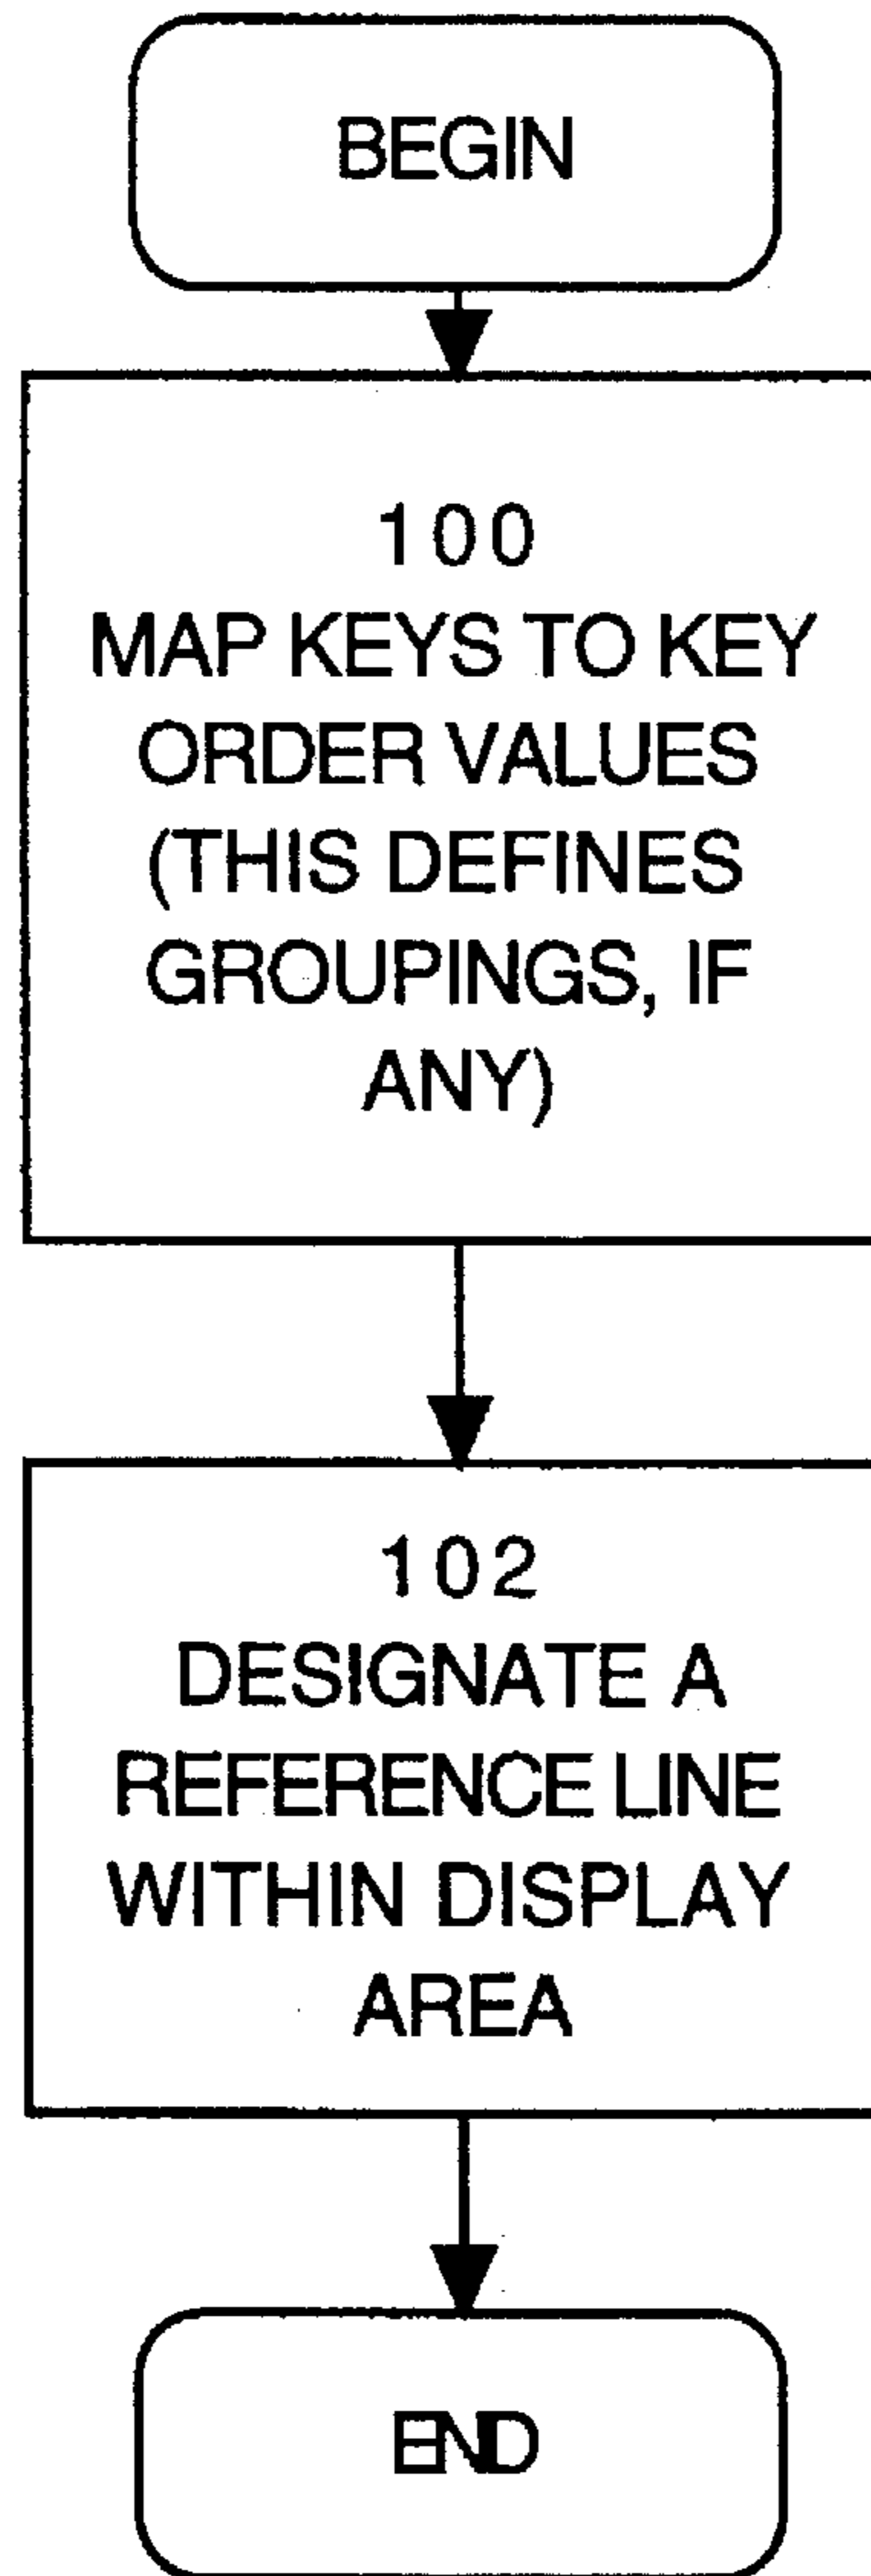 BEGIN
100
MAP KEYS TO KEY
ORDER VALUES
(THIS DEFINES
GROUPINGS, IF
ANY)
102
DESIGNATE A
REFERENCE LINE
WITHIN DISPLAY
AREA
END